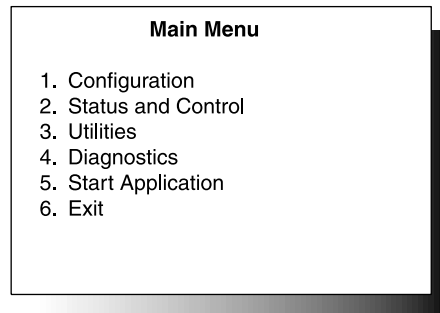 Main Menu
1. Configuration
2. Status and Control
3. Utilities
4. Diagnostics
5. Start Application
6. Exit